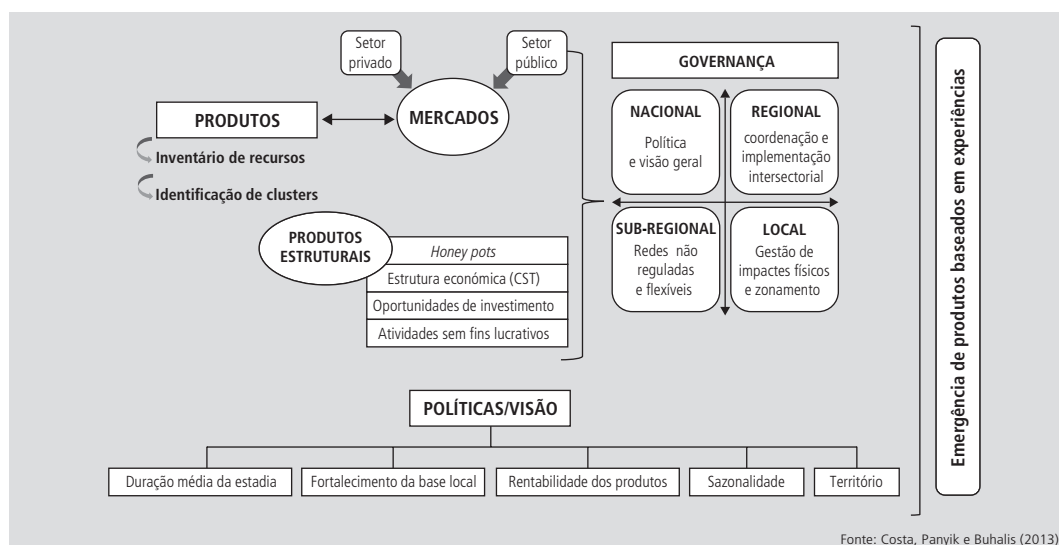 Setor
privado
Setor
público
PRODUTOS
MERCADOS
Inventário de recursos
Identificação de clusters
PRODUTOS
ESTRUTURAIS
Honey pots
Estrutura económica (CST)
Oportunidades de investimento
Atividades sem fins lucrativos
GOVERNANÇA
NACIONAL
Política
e visão geral
REGIONAL
coordenação e
implementação
intersectorial
SUB-REGIONAL
Redes não
reguladas
e flexíveis
LOCAL
Gestão de
impactes físicos
e zonamento
POLÍTICAS/VISÃO
Duração média da estadia
Fortalecimento da base local
Rentabilidade dos produtos
Sazonalidade
Território
Emergência de produtos baseados em experiências
Fonte: Costa, Panyik e Buhalis (2013)